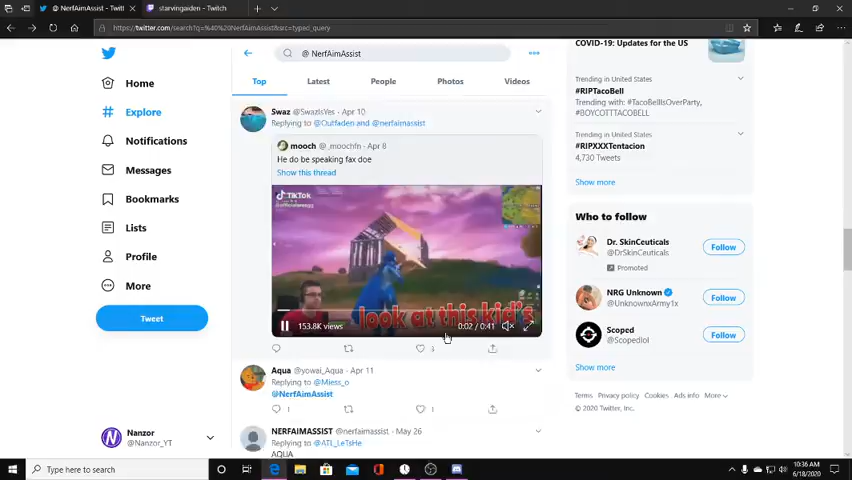 @ NerfAimAssist - Twitt
starvingaiden - Twitch
https://twitter.com/search?q=%40%20NerfAimAssist&src=typed_query
Home
Explore
Notifications
Messages
Bookmarks
Lists
Profile
More
Tweet
Nanzor
@Nanzor_YT
@ NerfAimAssist
Top
Latest
People
Photos
Videos
Swaz @SwazIsYes · Apr 10
Replying to @Outfaden and @nerfaimassist
mooch @_moochfn · Apr 8
He do be speaking fax doe
Show this thread
TikTok
look at this kid's
153.8K views
0:02 / 0:41
Aqua @yowai_Aqua · Apr 11
Replying to @Miess_o
@NerfAimAssist
1
1
NERFAIMASSIST @nerfaimassist · May 26
Replying to @ATL_LeTsHe
AQUA
COVID-19: Updates for the US
Trending in United States
#RIPTacoBell
Trending with: #TacoBellIsOverParty,
#BOYCOTTTACOBELL
Trending in United States
#RIPXXXTentacion
4,730 Tweets
Show more
Who to follow
Dr. SkinCeuticals
@DrSkinCeuticals
Follow
Promoted
NRG Unknown
@UnknownxArmy1x
Follow
Scoped
@Scopedlol
Follow
Show more
Terms Privacy policy Cookies Ads info More
© 2020 Twitter, Inc.
Type here to search
10:36 AM
6/18/2020